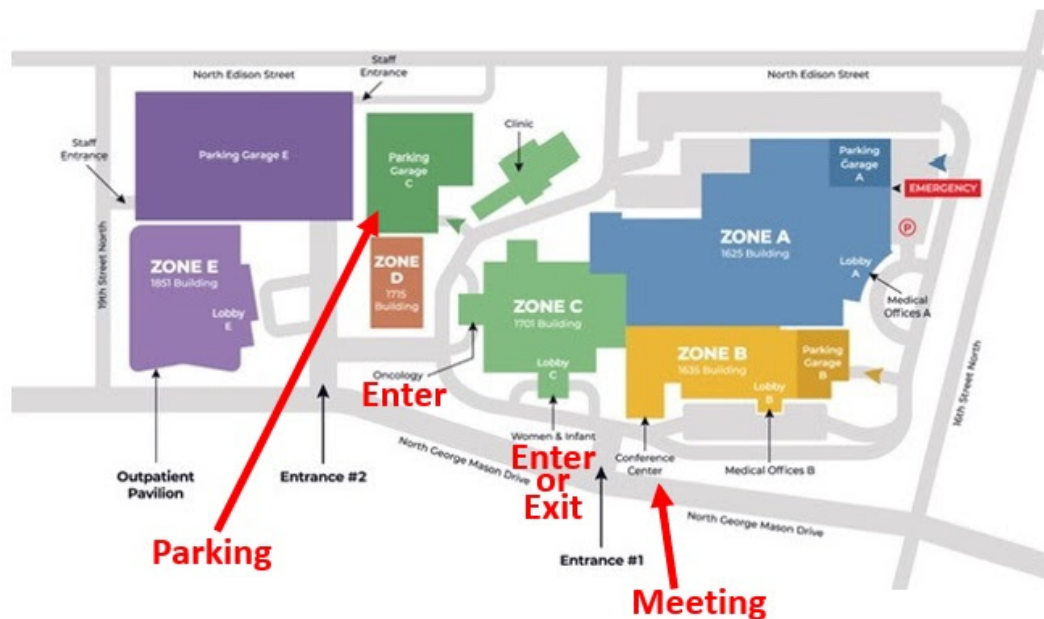 North Edison Street
Staff
Entrance
North Edison Street
Staff
Entrance
Parking Garage E
Parking
Garage
C
Clinic
Parking
Garage
A
EMERGENCY
P
ZONE A
1625 Building
Lobby
A
Medical
Offices A
19th Street North
ZONE E
1851 Building
Lobby
E
ZONE
D
1715
Building
ZONE C
1701 Building
Lobby
C
ZONE B
1635 Building
Lobby
B
Parking
Garage
B
16th Street North
Oncology
Enter
Women & Infant
Enter
or
Exit
Conference
Center
Medical Offices B
North George Mason Drive
North George Mason Drive
Outpatient
Pavilion
Entrance #2
Entrance #1
Parking
Meeting